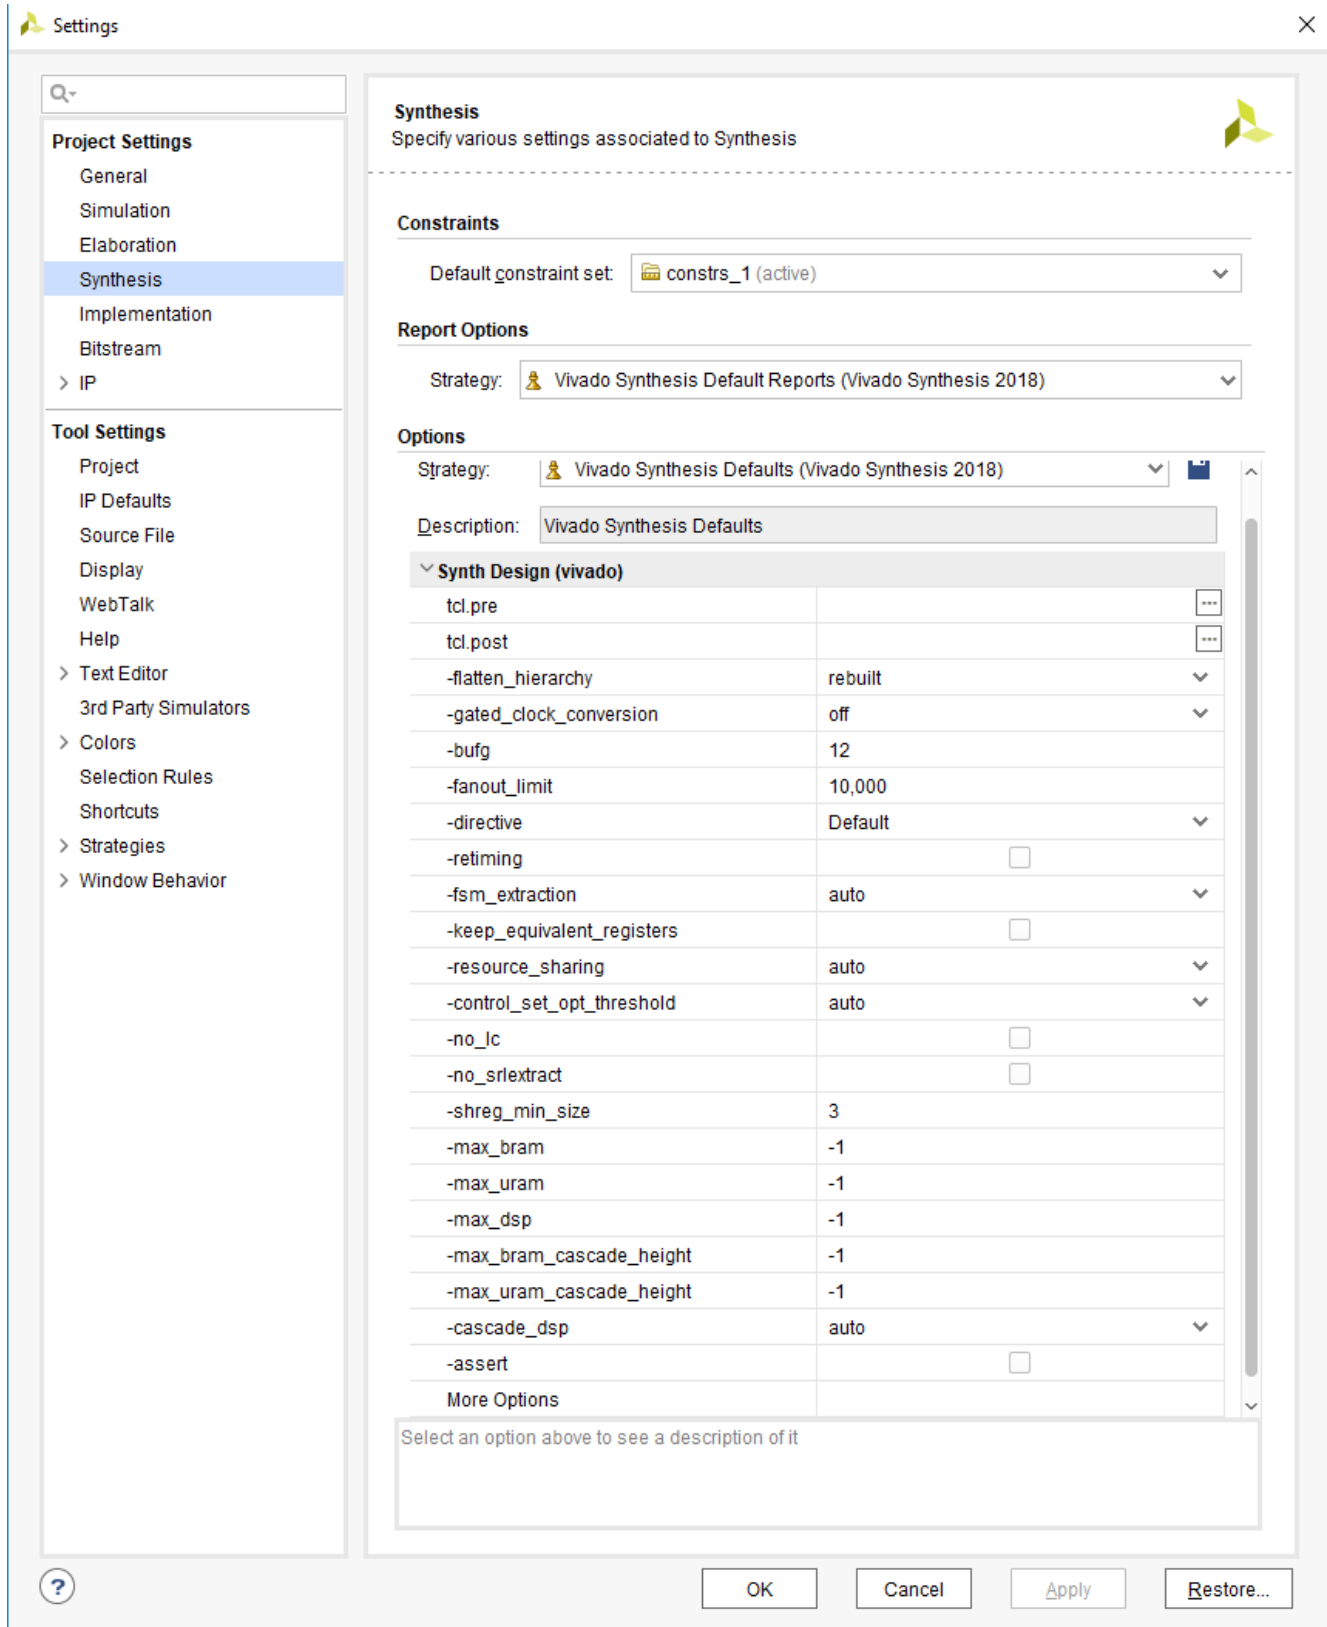 Settings
Project Settings
General
Simulation
Elaboration
Synthesis
Implementation
Bitstream
IP
Tool Settings
Project
IP Defaults
Source File
Display
WebTalk
Help
Text Editor
3rd Party Simulators
Colors
Selection Rules
Shortcuts
Strategies
Window Behavior
Synthesis
Specify various settings associated to Synthesis
Constraints
Default constraint set: constrs_1 (active)
Report Options
Strategy: Vivado Synthesis Default Reports (Vivado Synthesis 2018)
Options
Strategy: Vivado Synthesis Defaults (Vivado Synthesis 2018)
Description: Vivado Synthesis Defaults
Synth Design (vivado)
tcl.pre ...
tcl.post ...
-flatten_hierarchy rebuilt
-gated_clock_conversion off
-bufg 12
-fanout_limit 10,000
-directive Default
-retiming
-fsm_extraction auto
-keep_equivalent_registers
-resource_sharing auto
-control_set_opt_threshold auto
-no_lc
-no_srlextract
-shreg_min_size 3
-max_bram -1
-max_uram -1
-max_dsp -1
-max_bram_cascade_height -1
-max_uram_cascade_height -1
-cascade_dsp auto
-assert
More Options
Select an option above to see a description of it
? OK Cancel Apply Restore...